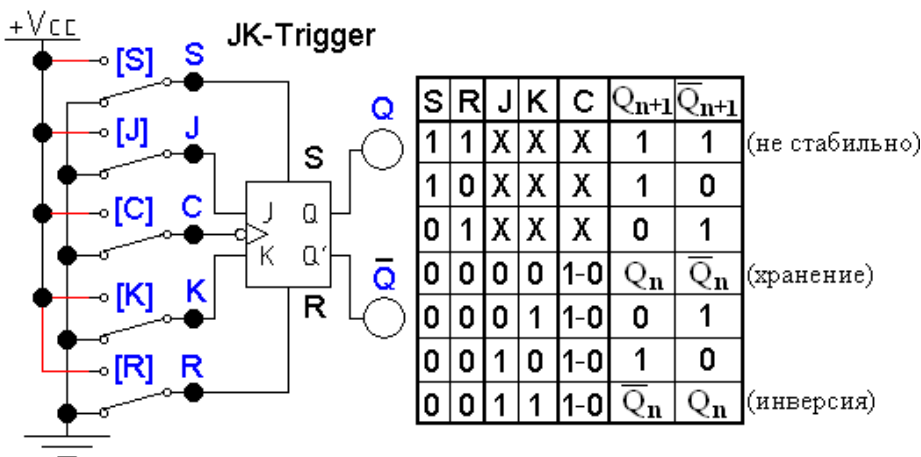 +Vcc
JK-Trigger
[S] S
[J] J
[C] C
[K] K
[R] R
S
J Q
K Q'
R
Q
Q̅
S R J K C Qn+1 Q̅n+1
1 1 X X X 1 1 (не стабильно)
1 0 X X X 1 0
0 1 X X X 0 1
0 0 0 0 1-0 Qn Q̅n (хранение)
0 0 0 1 1-0 0 1
0 0 1 0 1-0 1 0
0 0 1 1 1-0 Q̅n Qn (инверсия)